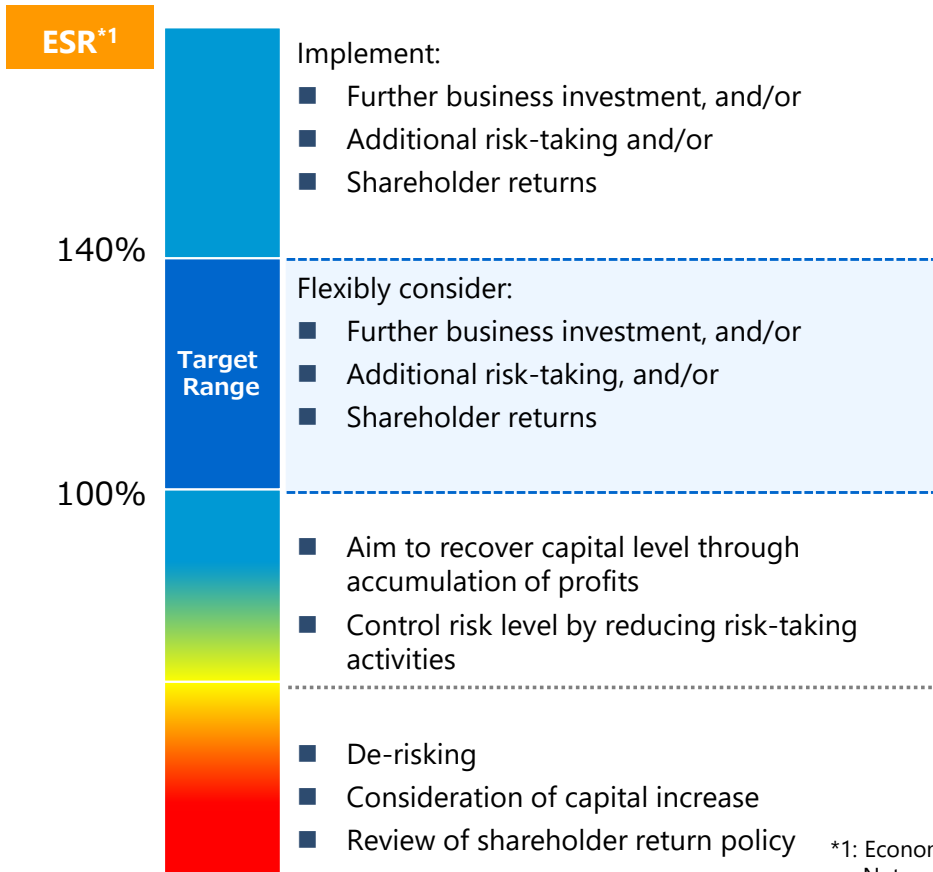 ESR*1
Implement:
■ Further business investment, and/or
■ Additional risk-taking and/or
■ Shareholder returns
140%
Flexibly consider:
■ Further business investment, and/or
■ Additional risk-taking, and/or
■ Shareholder returns
Target
Range
100%
■ Aim to recover capital level through
accumulation of profits
■ Control risk level by reducing risk-taking
activities
■ De-risking
■ Consideration of capital increase
■ Review of shareholder return policy
*1: